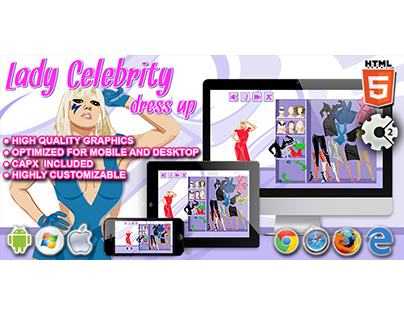 Lady Celebrity
dress up
• HIGH QUALITY GRAPHICS
• OPTIMIZED FOR MOBILE AND DESKTOP
• CAPX INCLUDED
• HIGHLY CUSTOMIZABLE
HTML
5
2